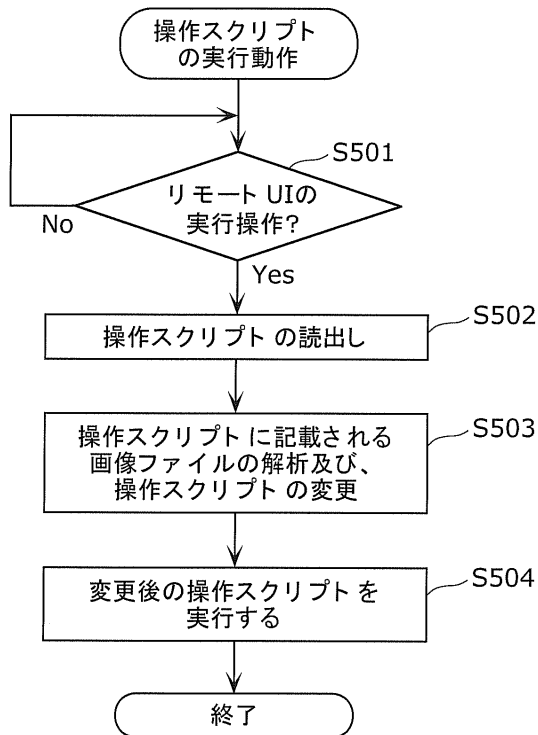 操作スクリプト
の実行動作
S501
リモート UIの
実行操作?
No
Yes
操作スクリプト の読出し
S502
操作スクリプト に記載される
画像ファイルの解析及び、
操作スクリプト の変更
S503
変更後の操作スクリプト を
実行する
S504
終了